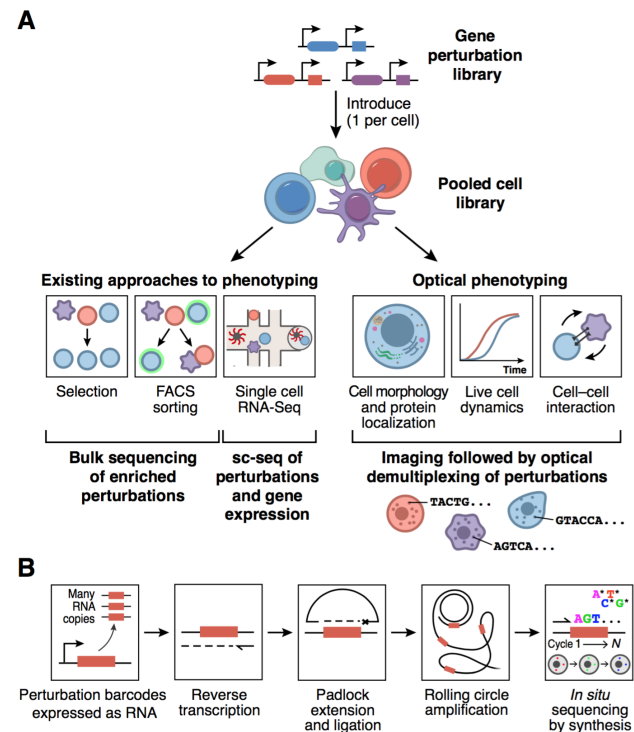 A
Gene
perturbation
library
Introduce
(1 per cell)
Pooled cell
library
Existing approaches to phenotyping
Optical phenotyping
Selection
FACS
sorting
Single cell
RNA-Seq
Time
Cell morphology
and protein
localization
Live cell
dynamics
Cell–cell
interaction
Bulk sequencing
of enriched
perturbations
sc-seq of
perturbations
and gene
expression
Imaging followed by optical
demultiplexing of perturbations
TACTG...
GTACCA...
AGTCA...
B
Many
RNA
copies
A*T*
C*G*
AGT...
Cycle 1 → N
Perturbation barcodes
expressed as RNA
Reverse
transcription
Padlock
extension
and ligation
Rolling circle
amplification
In situ
sequencing
by synthesis